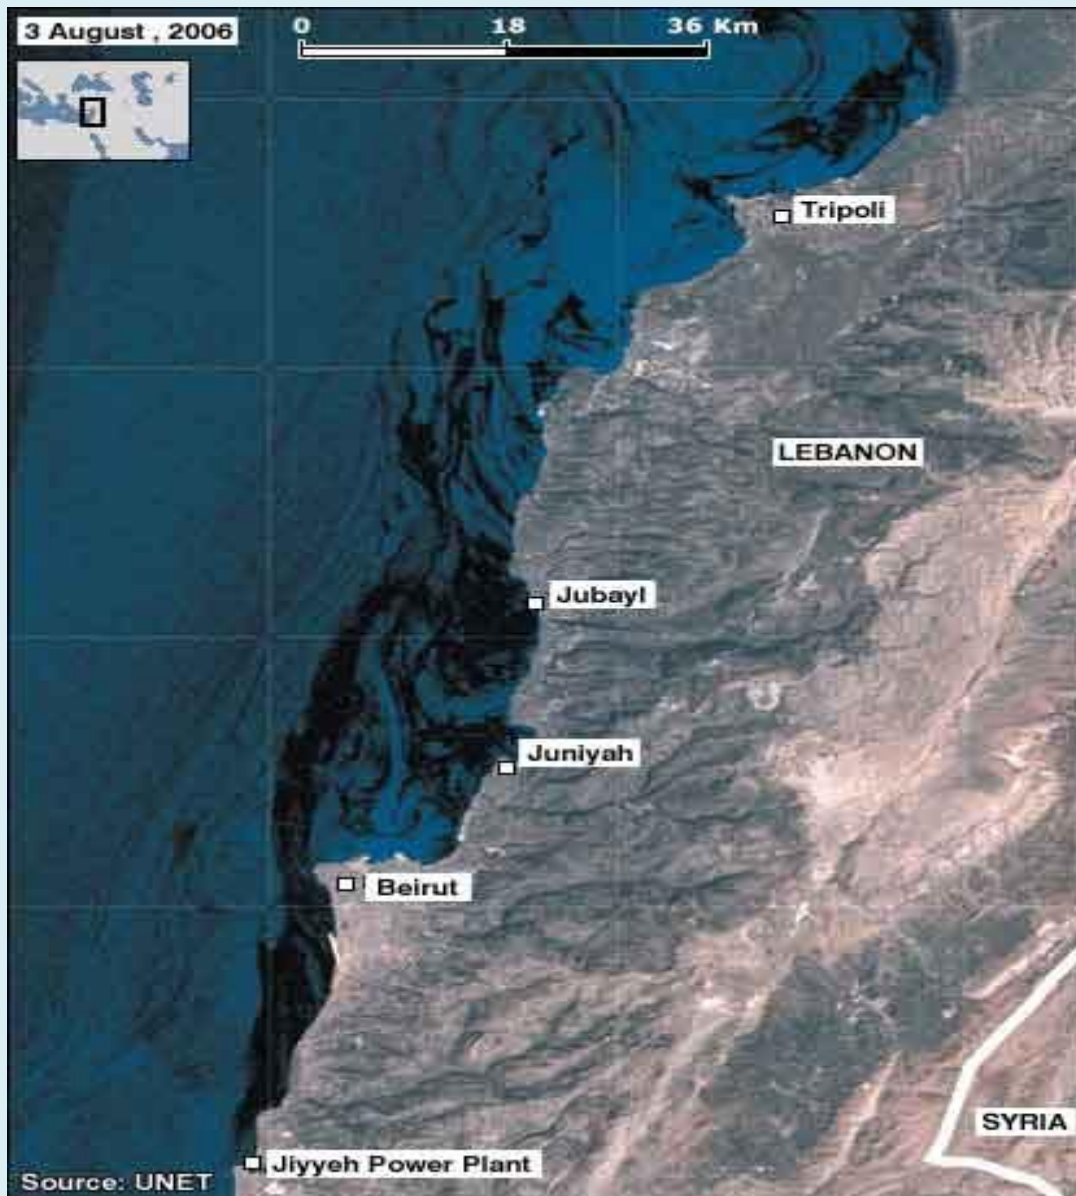 3 August , 2006
0 18 36 Km
Tripoli
LEBANON
Jubayl
Juniyah
Beirut
SYRIA
Jiyyeh Power Plant
Source: UNET